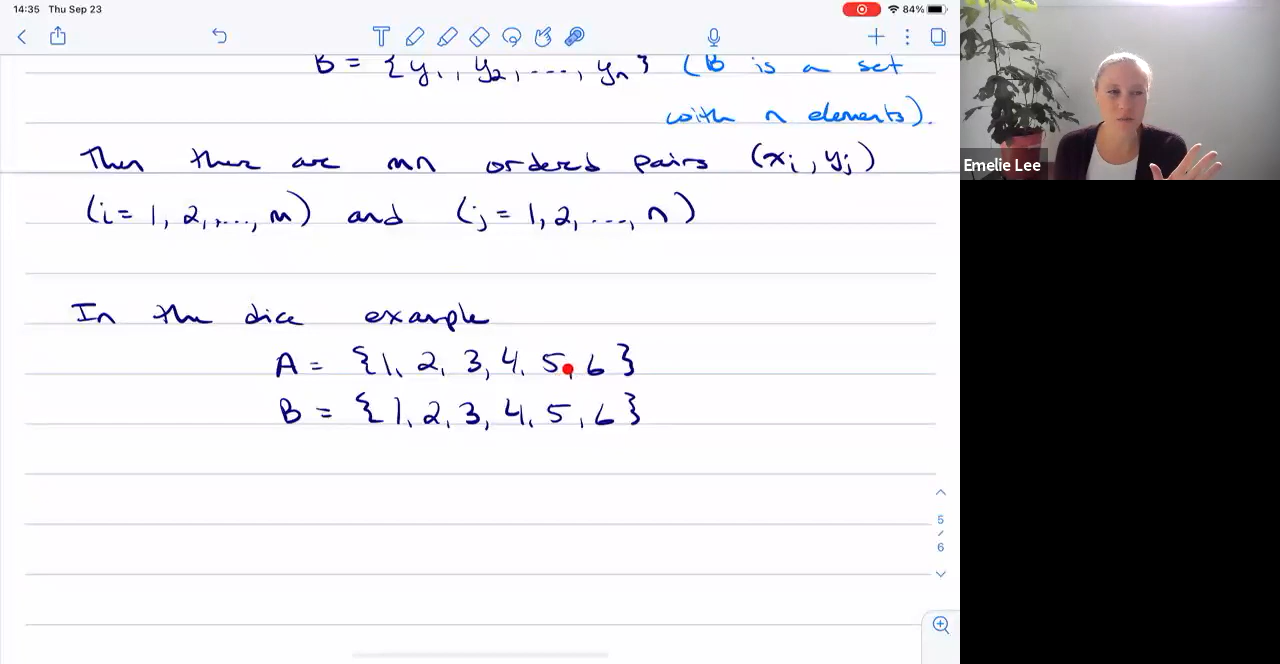 14:35 Thu Sep 23
84%
B = {y₁, y₂, ...., yₙ} (B is a set
with n elements).
Emelie Lee
Then there are mn ordered pairs (xᵢ, yⱼ)
(i = 1, 2, ..., m) and (j = 1, 2, ..., n)
In the dice example
A = {1, 2, 3, 4, 5, 6}
B = {1, 2, 3, 4, 5, 6}
5
/
6